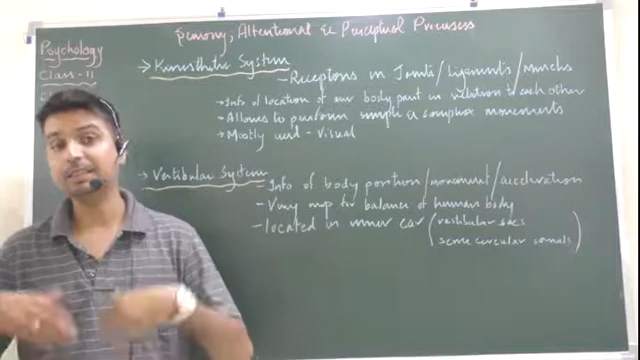 Sensory, Attentional & Perceptual Processes
Psychology
Class-11
→ Kinesthetic System
- Receptors in Joints/Ligaments/Muscles
→ Info of location of our body part in relation to each other
→ Allows to perform simple & complex movements
→ Mostly used - visual
→ Vestibular System
- Info of body position/movement/acceleration
- Very imp for balance of human body
- located in inner ear (vestibular sacs
semi circular canals)